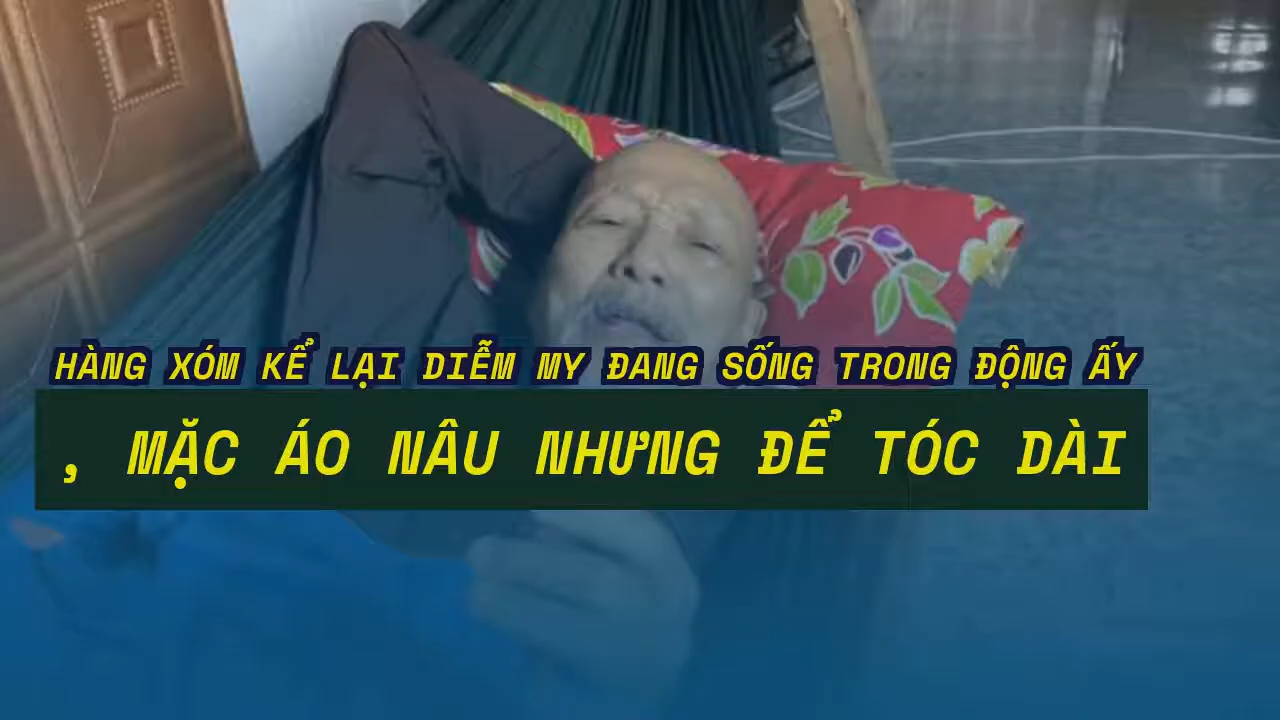 HÀNG XÓM KỂ LẠI DIỄM MY ĐANG SỐNG TRONG ĐỘNG ẤY
, MẶC ÁO NÂU NHƯNG ĐỂ TÓC DÀI